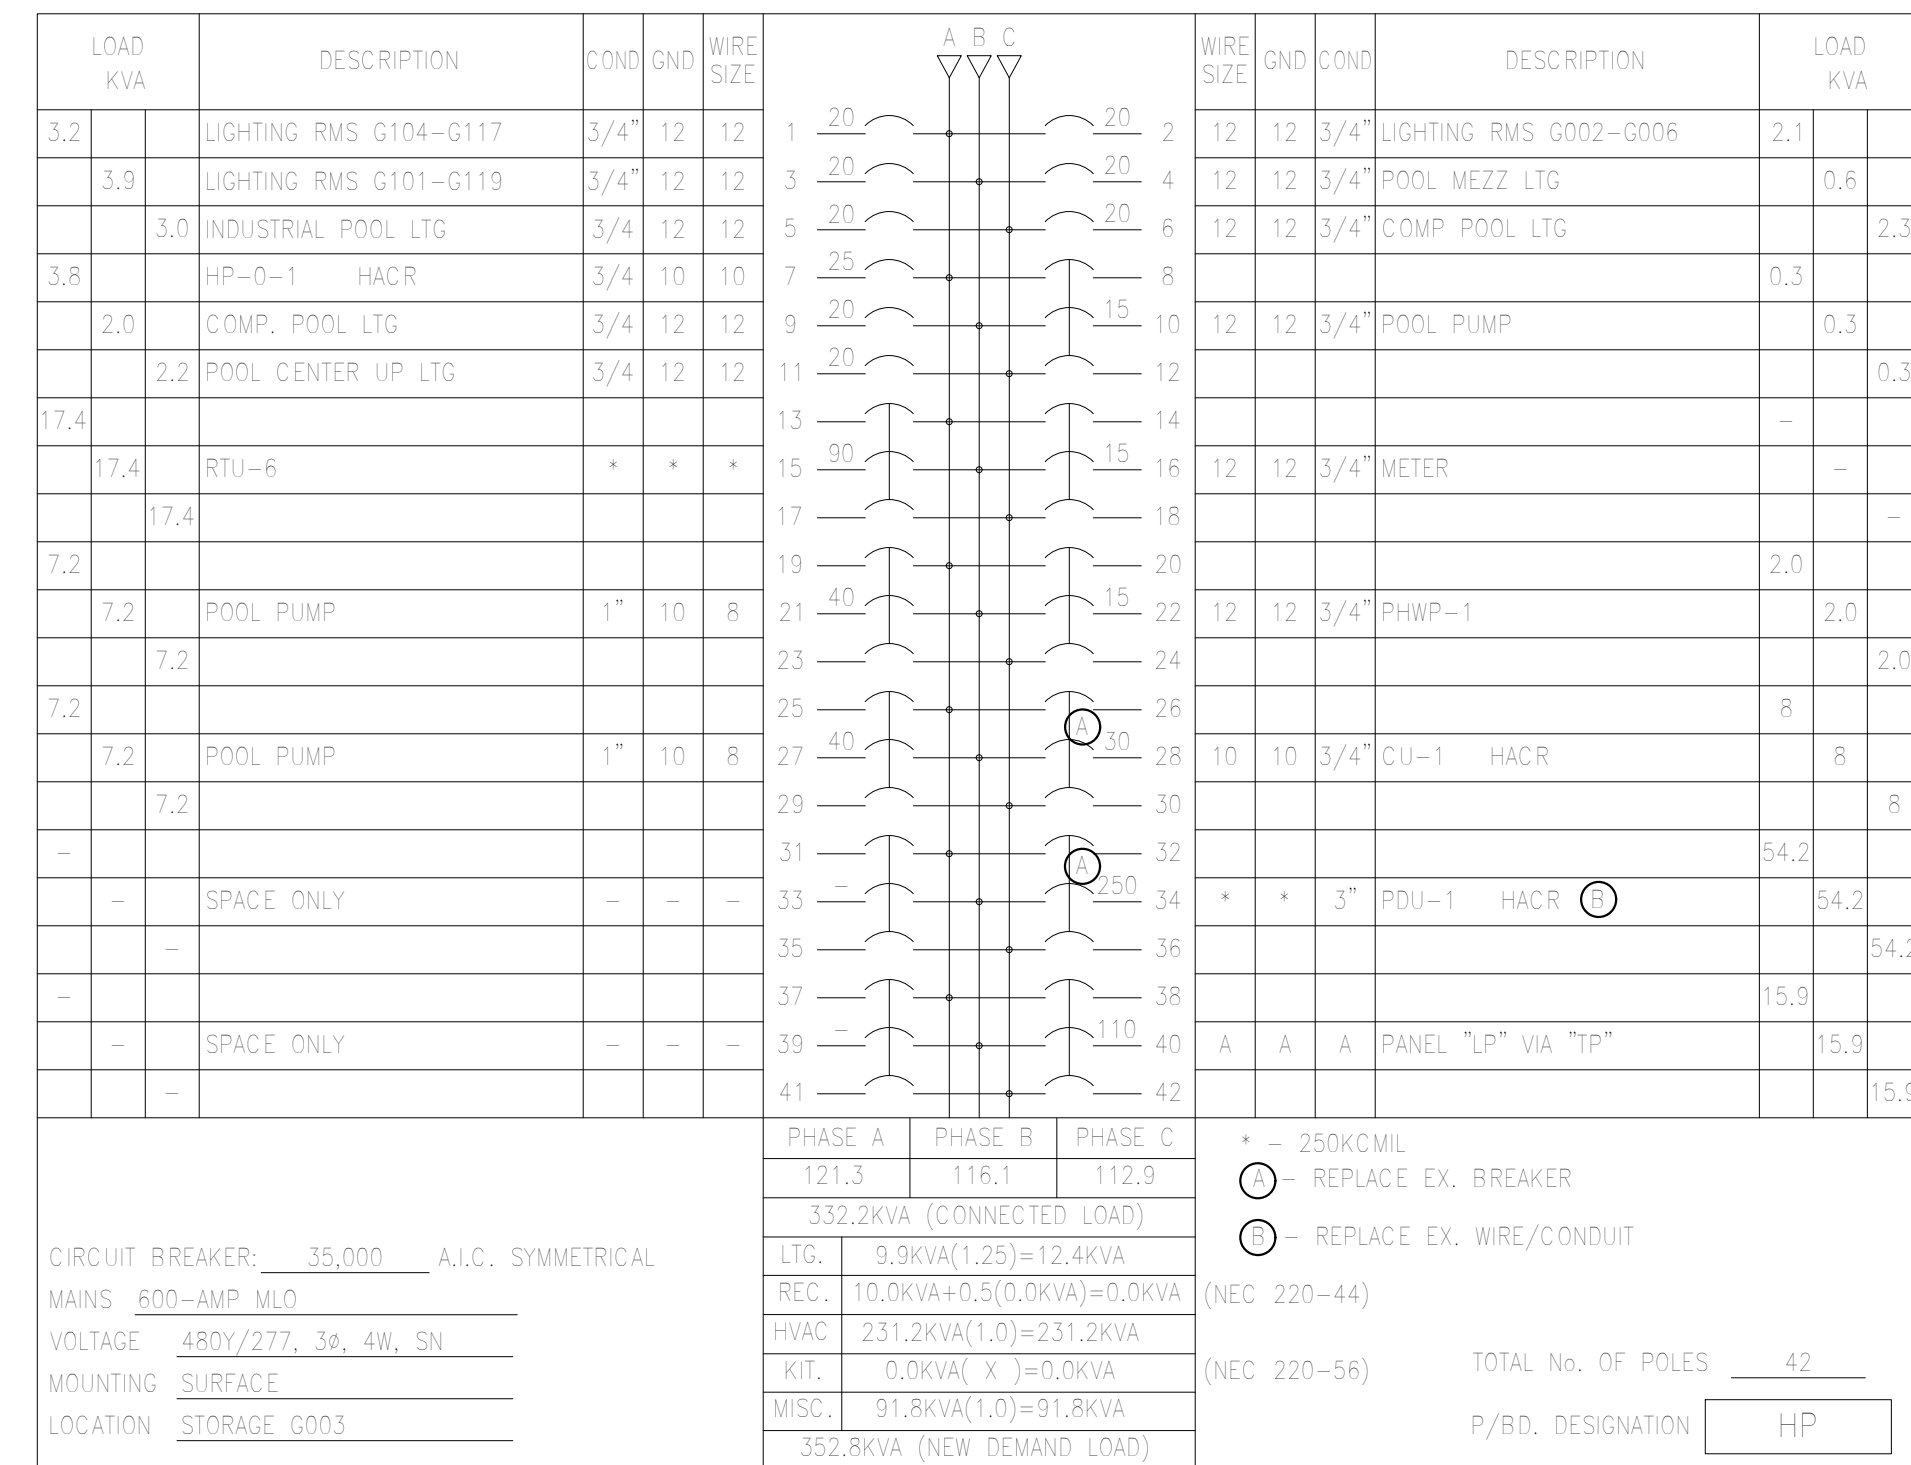 LOAD KVA DESCRIPTION COND GND WIRE SIZE A B C WIRE SIZE GND COND DESCRIPTION LOAD KVA
3.2 LIGHTING RMS G104-G117 3/4" 12 12 1 20 20 2 12 12 3/4" LIGHTING RMS G002-G006 2.1
3.9 LIGHTING RMS G101-G119 3/4" 12 12 3 20 20 4 12 12 3/4" POOL MEZZ LTG 0.6
3.0 INDUSTRIAL POOL LTG 3/4 12 12 5 20 20 6 12 12 3/4" COMP POOL LTG 2.3
3.8 HP-0-1 HACR 3/4 10 10 7 25 8 0.3
2.0 COMP. POOL LTG 3/4 12 12 9 20 15 10 12 12 3/4" POOL PUMP 0.3
2.2 POOL CENTER UP LTG 3/4 12 12 11 20 12 0.3
17.4 13 14 -
17.4 RTU-6 * * * 15 90 15 16 12 12 3/4" METER -
17.4 17 18 -
7.2 19 20 2.0
7.2 POOL PUMP 1" 10 8 21 40 15 22 12 12 3/4" PHWP-1 2.0
7.2 23 24 2.0
7.2 25 26 8
A
7.2 POOL PUMP 1" 10 8 27 40 30 28 10 10 3/4" CU-1 HACR 8
7.2 29 30 8
- 31 32 54.2
A
- SPACE ONLY - - - 33 - 250 34 * * 3" PDU-1 HACR B 54.2
- 35 36 54.2
- 37 38 15.9
- SPACE ONLY - - - 39 - 110 40 A A A PANEL "LP" VIA "TP" 15.9
- 41 42 15.9
PHASE A PHASE B PHASE C
121.3 116.1 112.9
332.2KVA (CONNECTED LOAD)
LTG. 9.9KVA(1.25)=12.4KVA
REC. 10.0KVA+0.5(0.0KVA)=0.0KVA (NEC 220-44)
HVAC 231.2KVA(1.0)=231.2KVA
KIT. 0.0KVA( X )=0.0KVA (NEC 220-56)
MISC. 91.8KVA(1.0)=91.8KVA
352.8KVA (NEW DEMAND LOAD)
* - 250KCMIL
A - REPLACE EX. BREAKER
B - REPLACE EX. WIRE/CONDUIT
CIRCUIT BREAKER: 35,000 A.I.C. SYMMETRICAL
MAINS 600-AMP MLO
VOLTAGE 480Y/277, 3ø, 4W, SN
MOUNTING SURFACE
LOCATION STORAGE G003
TOTAL No. OF POLES 42
P/BD. DESIGNATION HP